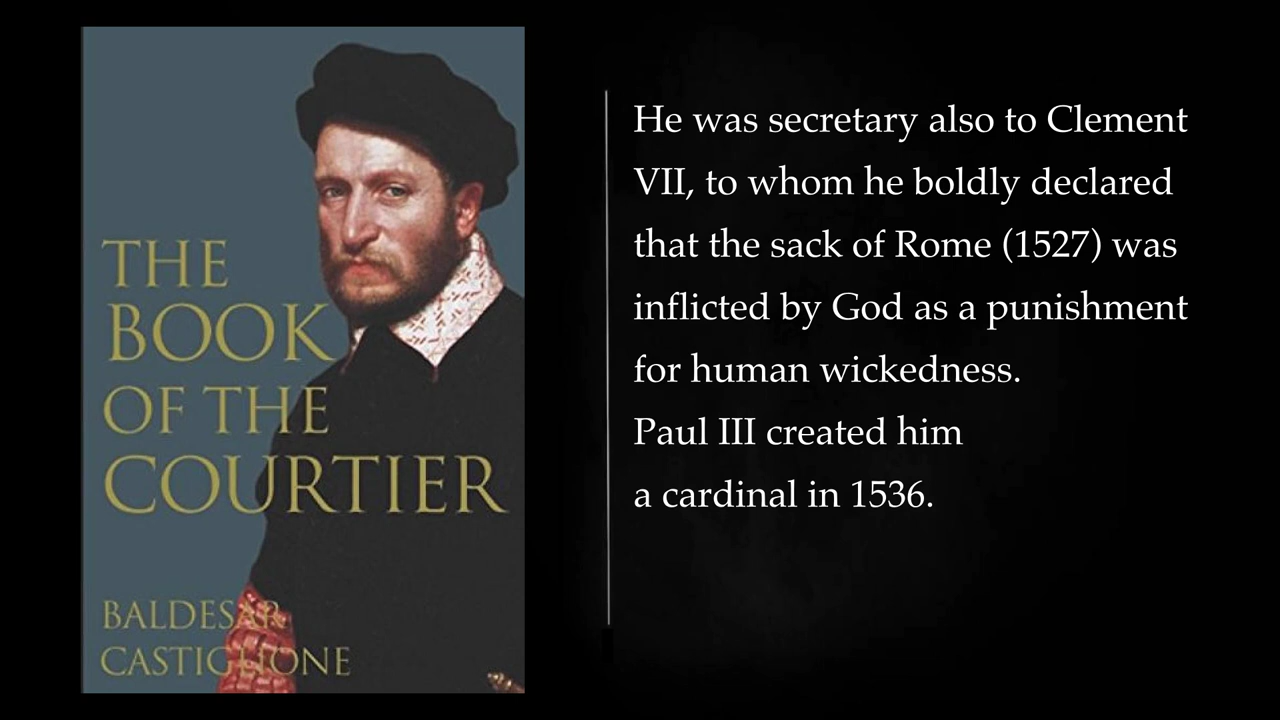 THE
BOOK
OF THE
COURTIER
BALDESAR
CASTIGLIONE
He was secretary also to Clement
VII, to whom he boldly declared
that the sack of Rome (1527) was
inflicted by God as a punishment
for human wickedness.
Paul III created him
a cardinal in 1536.